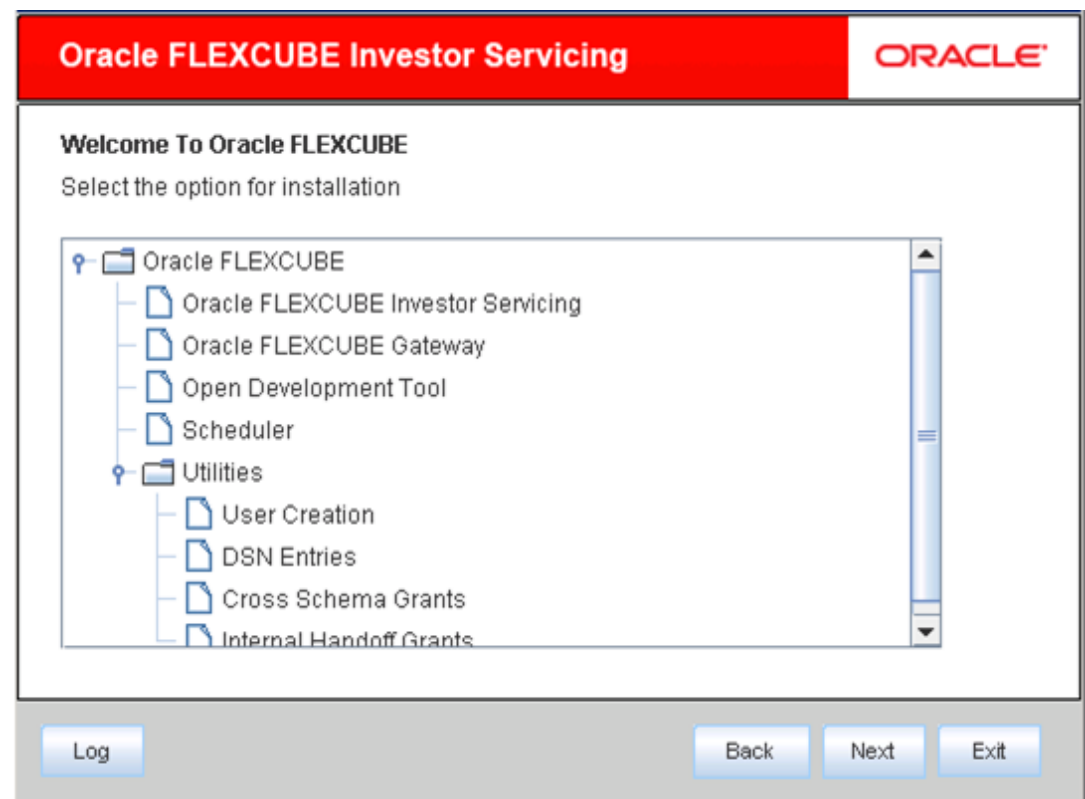 Oracle FLEXCUBE Investor Servicing
ORACLE
Welcome To Oracle FLEXCUBE
Select the option for installation
Oracle FLEXCUBE
Oracle FLEXCUBE Investor Servicing
Oracle FLEXCUBE Gateway
Open Development Tool
Scheduler
Utilities
User Creation
DSN Entries
Cross Schema Grants
Internal Handoff Grants
Log
Back
Next
Exit